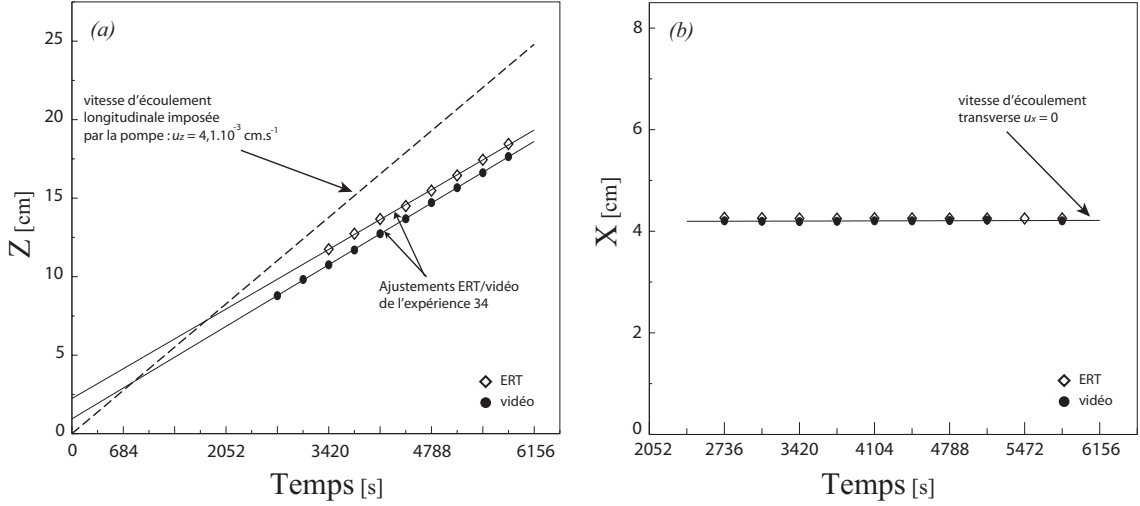 (a)
25
20
15
10
5
0
Z [cm]
vitesse d'écoulement
longitudinale imposée
par la pompe : uz = 4,1.10-3 cm.s-1
Ajustements ERT/vidéo
de l'expérience 34
ERT
vidéo
0 684 2052 3420 4788 6156
Temps [s]
(b)
8
6
4
2
0
X [cm]
vitesse d'écoulement
transverse ux = 0
ERT
vidéo
2052 2736 3420 4104 4788 5472 6156
Temps [s]